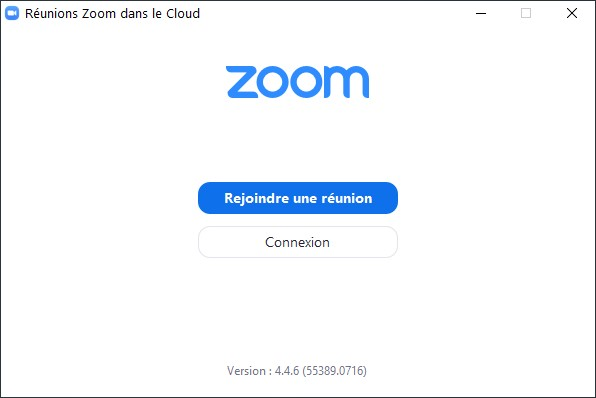 Réunions Zoom dans le Cloud
zoom
Rejoindre une réunion
Connexion
Version : 4.4.6 (55389.0716)